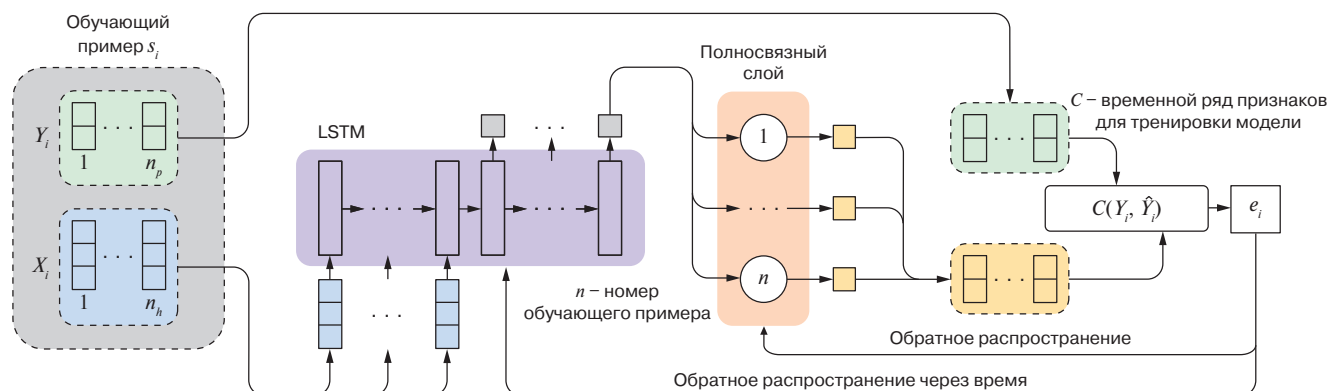 Обучающий
пример s_i
Y_i
1 · · · n_p
X_i
1 · · · n_h
LSTM
n – номер
обучающего примера
Полносвязный
слой
1
n
C – временной ряд признаков
для тренировки модели
C(Y_i, Ŷ_i)
e_i
Обратное распространение
Обратное распространение через время